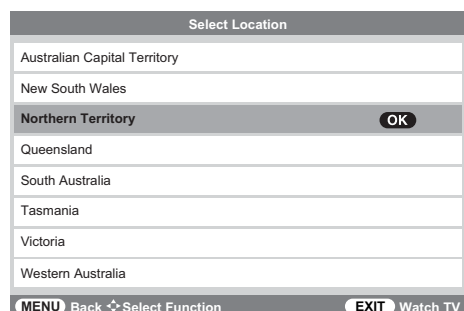 Select Location
Australian Capital Territory
New South Wales
Northern Territory OK
Queensland
South Australia
Tasmania
Victoria
Western Australia
MENU Back Select Function EXIT Watch TV